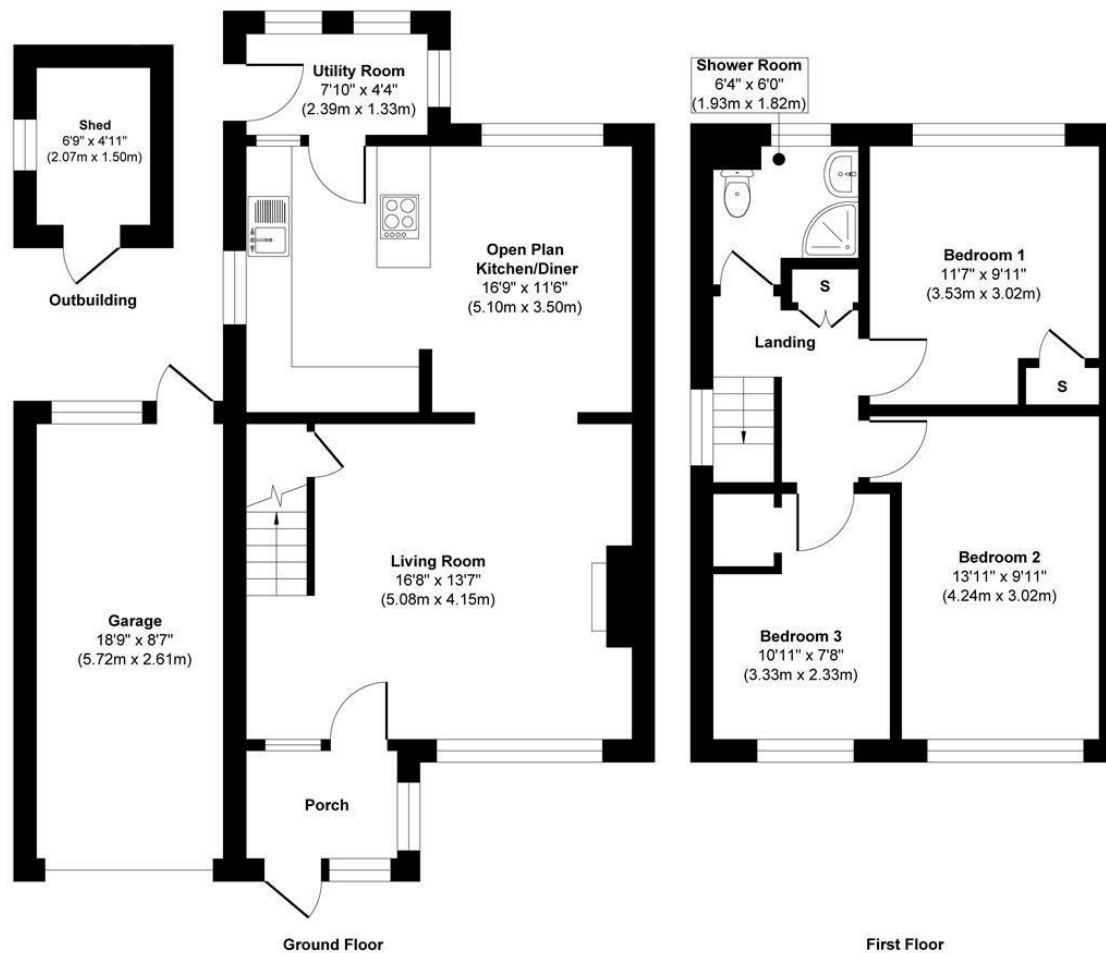 Utility Room
7'10" x 4'4"
(2.39m x 1.33m)
Shed
6'9" x 4'11"
(2.07m x 1.50m)
Outbuilding
Open Plan
Kitchen/Diner
16'9" x 11'6"
(5.10m x 3.50m)
Living Room
16'8" x 13'7"
(5.08m x 4.15m)
Garage
18'9" x 8'7"
(5.72m x 2.61m)
Porch
Ground Floor
Shower Room
6'4" x 6'0"
(1.93m x 1.82m)
Bedroom 1
11'7" x 9'11"
(3.53m x 3.02m)
S
Landing
S
Bedroom 2
13'11" x 9'11"
(4.24m x 3.02m)
Bedroom 3
10'11" x 7'8"
(3.33m x 2.33m)
First Floor